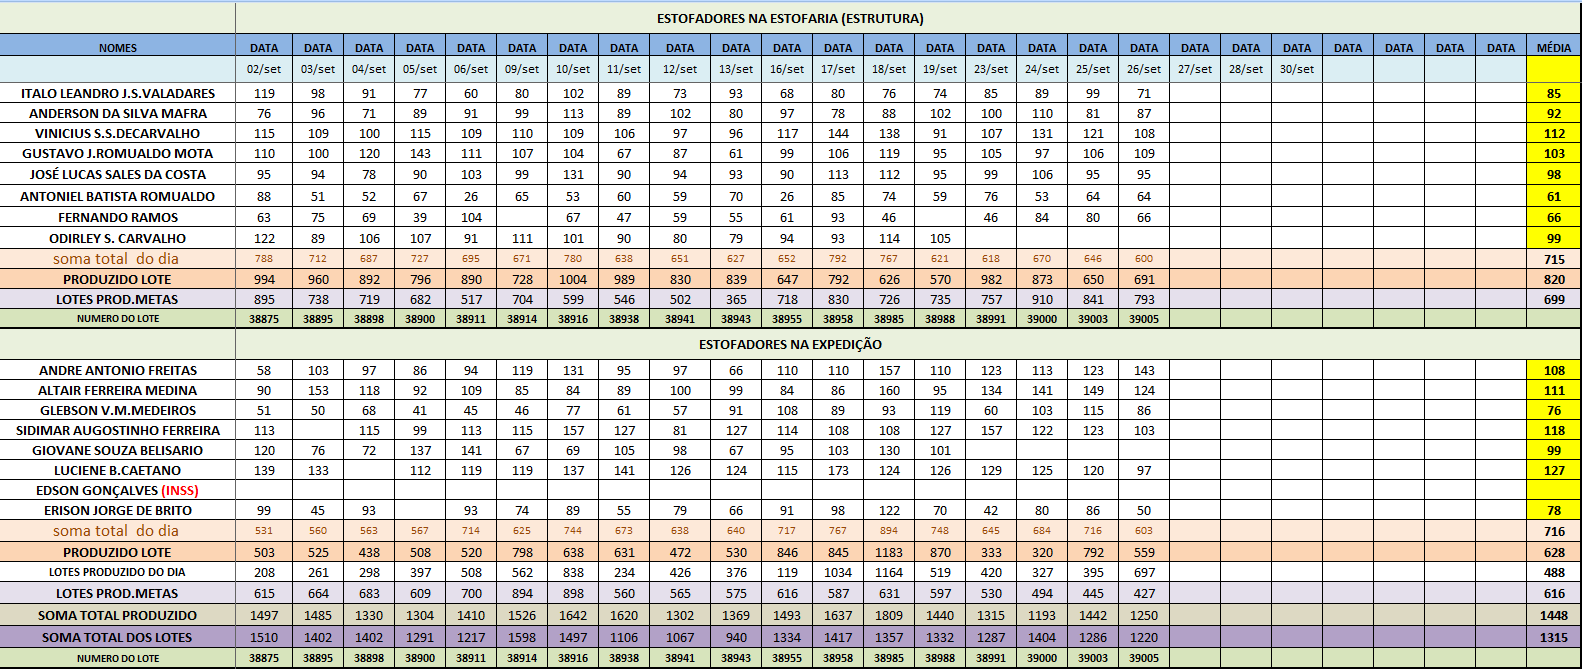 ESTOFADORES NA ESTOFARIA (ESTRUTURA)
NOMES DATA DATA DATA DATA DATA DATA DATA DATA DATA DATA DATA DATA DATA DATA DATA DATA DATA DATA DATA DATA DATA DATA DATA DATA DATA MÉDIA
02/set 03/set 04/set 05/set 06/set 09/set 10/set 11/set 12/set 13/set 16/set 17/set 18/set 19/set 23/set 24/set 25/set 26/set 27/set 28/set 30/set
ITALO LEANDRO J.S.VALADARES 119 98 91 77 60 80 102 89 73 93 68 80 76 74 85 89 99 71 85
ANDERSON DA SILVA MAFRA 76 96 71 89 91 99 113 89 102 80 97 78 88 102 100 110 81 87 92
VINICIUS S.S.DECARVALHO 115 109 100 115 109 110 109 106 97 96 117 144 138 91 107 131 121 108 112
GUSTAVO J.ROMUALDO MOTA 110 100 120 143 111 107 104 67 87 61 99 106 119 95 105 97 106 109 103
JOSÉ LUCAS SALES DA COSTA 95 94 78 90 103 99 131 90 94 93 90 113 112 95 99 106 95 95 98
ANTONIEL BATISTA ROMUALDO 88 51 52 67 26 65 53 60 59 70 26 85 74 59 76 53 64 64 61
FERNANDO RAMOS 63 75 69 39 104 67 47 59 55 61 93 46 46 84 80 66 66
ODIRLEY S. CARVALHO 122 89 106 107 91 111 101 90 80 79 94 93 114 105 99
soma total do dia 788 712 687 727 695 671 780 638 651 627 652 792 767 621 618 670 646 600 715
PRODUZIDO LOTE 994 960 892 796 890 728 1004 989 830 839 647 792 626 570 982 873 650 691 820
LOTES PROD.METAS 895 738 719 682 517 704 599 546 502 365 718 830 726 735 757 910 841 793 699
NUMERO DO LOTE 38875 38895 38898 38900 38911 38914 38916 38938 38941 38943 38955 38958 38985 38988 38991 39000 39003 39005
ESTOFADORES NA EXPEDIÇÃO
ANDRE ANTONIO FREITAS 58 103 97 86 94 119 131 95 97 66 110 110 157 110 123 113 123 143 108
ALTAIR FERREIRA MEDINA 90 153 118 92 109 85 84 89 100 99 84 86 160 95 134 141 149 124 111
GLEBSON V.M.MEDEIROS 51 50 68 41 45 46 77 61 57 91 108 89 93 119 60 103 115 86 76
SIDIMAR AUGOSTINHO FERREIRA 113 115 99 113 115 157 127 81 127 114 108 108 127 157 122 123 103 118
GIOVANE SOUZA BELISARIO 120 76 72 137 141 67 69 105 98 67 95 103 130 101 99
LUCIENE B.CAETANO 139 133 112 119 119 137 141 126 124 115 173 124 126 129 125 120 97 127
EDSON GONÇALVES (INSS)
ERISON JORGE DE BRITO 99 45 93 93 74 89 55 79 66 91 98 122 70 42 80 86 50 78
soma total do dia 531 560 563 567 714 625 744 673 638 640 717 767 894 748 645 684 716 603 716
PRODUZIDO LOTE 503 525 438 508 520 798 638 631 472 530 846 845 1183 870 333 320 792 559 628
LOTES PRODUZIDO DO DIA 208 261 298 397 508 562 838 234 426 376 119 1034 1164 519 420 327 395 697 488
LOTES PROD.METAS 615 664 683 609 700 894 898 560 565 575 616 587 631 597 530 494 445 427 616
SOMA TOTAL PRODUZIDO 1497 1485 1330 1304 1410 1526 1642 1620 1302 1369 1493 1637 1809 1440 1315 1193 1442 1250 1448
SOMA TOTAL DOS LOTES 1510 1402 1402 1291 1217 1598 1497 1106 1067 940 1334 1417 1357 1332 1287 1404 1286 1220 1315
NUMERO DO LOTE 38875 38895 38898 38900 38911 38914 38916 38938 38941 38943 38955 38958 38985 38988 38991 39000 39003 39005